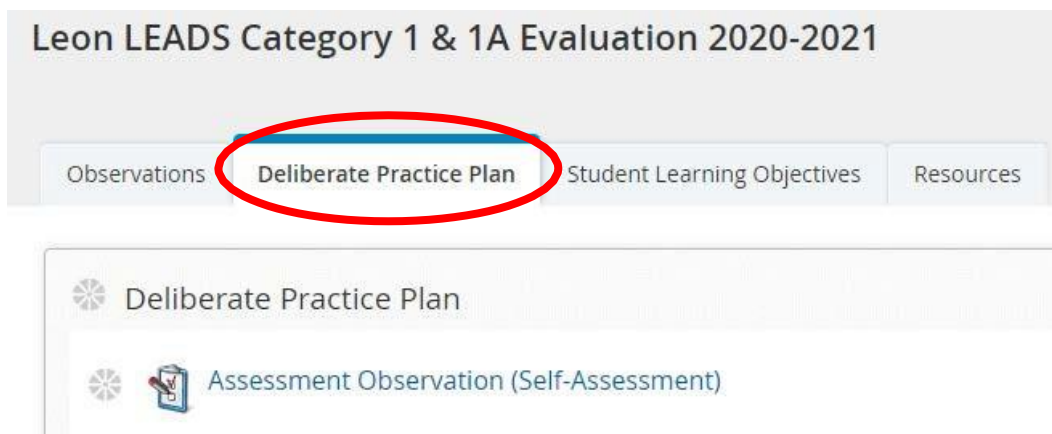 Leon LEADS Category 1 & 1A Evaluation 2020-2021
Observations Deliberate Practice Plan Student Learning Objectives Resources
Deliberate Practice Plan
Assessment Observation (Self-Assessment)